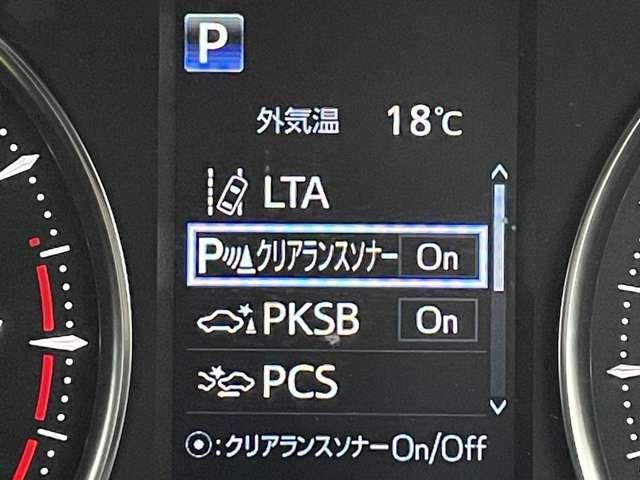 P
外気温 18℃
LTA
P クリアランスソナー On
PKSB On
PCS
⦿:クリアランスソナーOn/Off